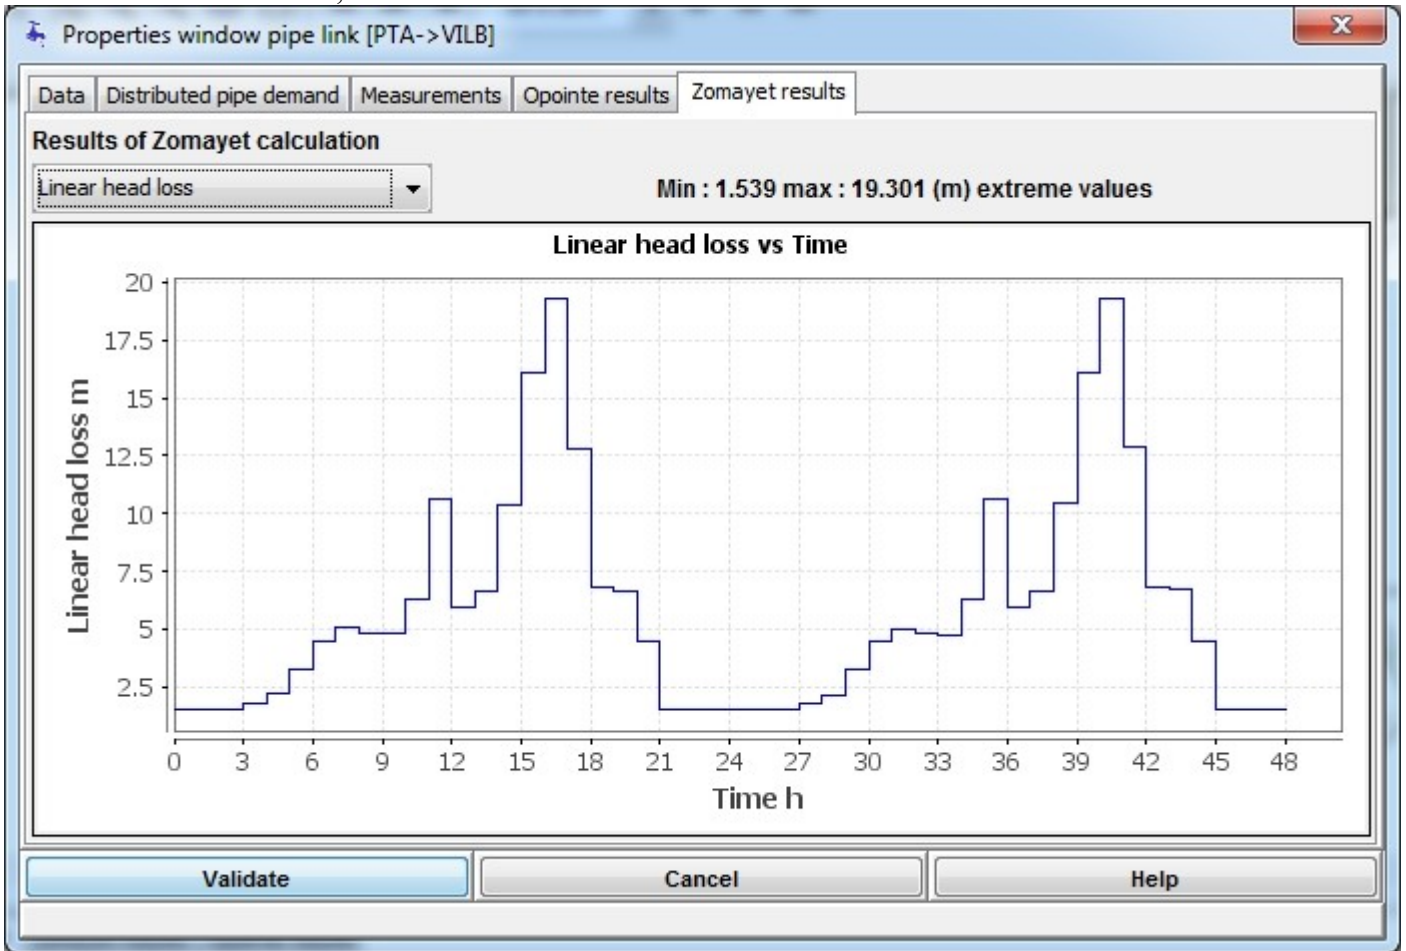 Properties window pipe link [PTA->VILB]
Data Distributed pipe demand Measurements Opointe results Zomayet results
Results of Zomayet calculation
Linear head loss
Min : 1.539 max : 19.301 (m) extreme values
Linear head loss vs Time
Linear head loss m
20
17.5
15
12.5
10
7.5
5
2.5
0 3 6 9 12 15 18 21 24 27 30 33 36 39 42 45 48
Time h
Validate Cancel Help